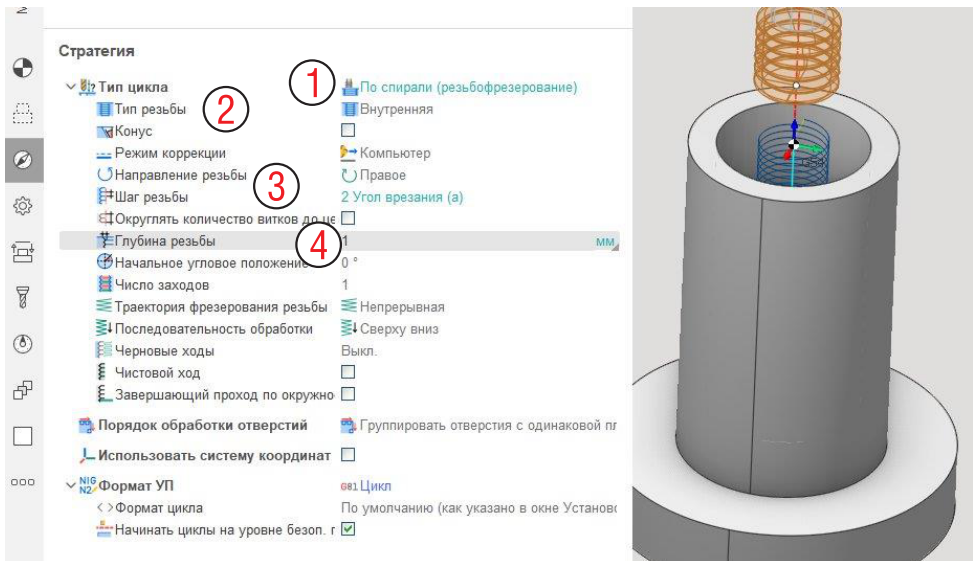 Стратегия
Тип цикла 1 По спирали (резьбофрезерование)
Тип резьбы 2 Внутренняя
Конус
Режим коррекции Компьютер
Направление резьбы Правое
Шаг резьбы 3 2 Угол врезания (a)
Округлять количество витков до це
Глубина резьбы 4 1 мм
Начальное угловое положение 0 °
Число заходов 1
Траектория фрезерования резьбы Непрерывная
Последовательность обработки Сверху вниз
Черновые ходы Выкл.
Чистовой ход
Завершающий проход по окружно
Порядок обработки отверстий Группировать отверстия с одинаковой пл
Использовать систему координат
NIG N2 Формат УП G81 Цикл
<> Формат цикла По умолчанию (как указано в окне Установо
Начинать циклы на уровне безоп. г